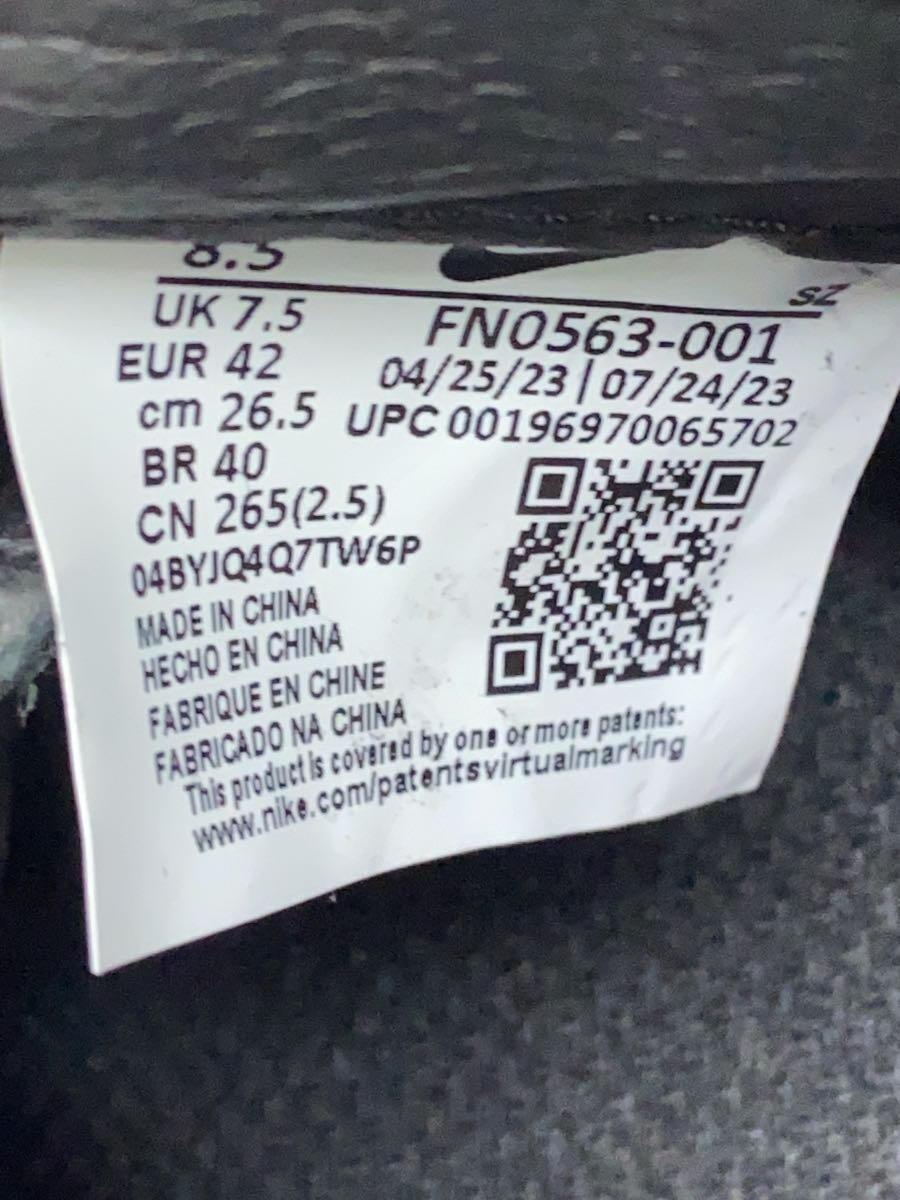 8.5
sz
UK 7.5
FN0563-001
EUR 42
04/25/23 | 07/24/23
cm 26.5
UPC 00196970065702
BR 40
CN 265(2.5)
04BYJQ4Q7TW6P
MADE IN CHINA
HECHO EN CHINA
FABRIQUE EN CHINE
FABRICADO NA CHINA
This product is covered by one or more patents:
www.nike.com/patentsvirtualmarking